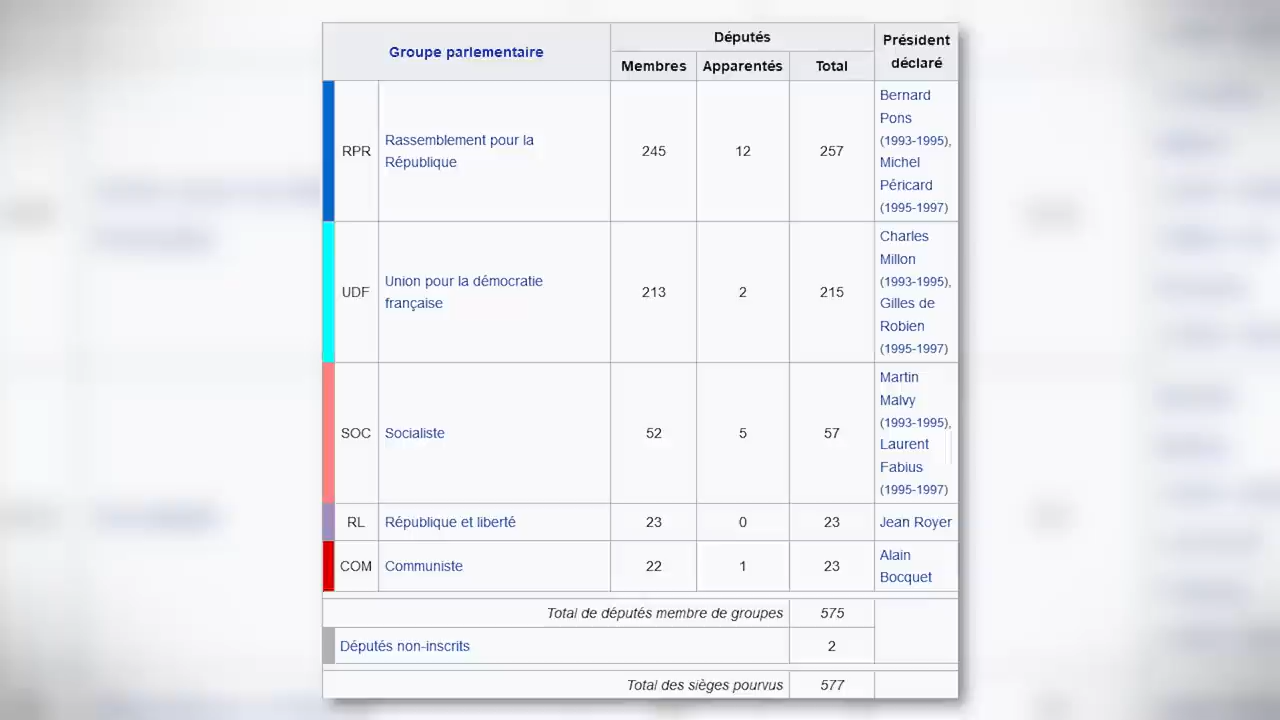 Groupe parlementaire
Députés
Président
déclaré
Membres
Apparentés
Total
RPR
Rassemblement pour la
République
245
12
257
Bernard
Pons
(1993-1995),
Michel
Péricard
(1995-1997)
UDF
Union pour la démocratie
française
213
2
215
Charles
Millon
(1993-1995),
Gilles de
Robien
(1995-1997)
SOC
Socialiste
52
5
57
Martin
Malvy
(1993-1995),
Laurent
Fabius
(1995-1997)
RL
République et liberté
23
0
23
Jean Royer
COM
Communiste
22
1
23
Alain
Bocquet
Total de députés membre de groupes
575
Députés non-inscrits
2
Total des sièges pourvus
577